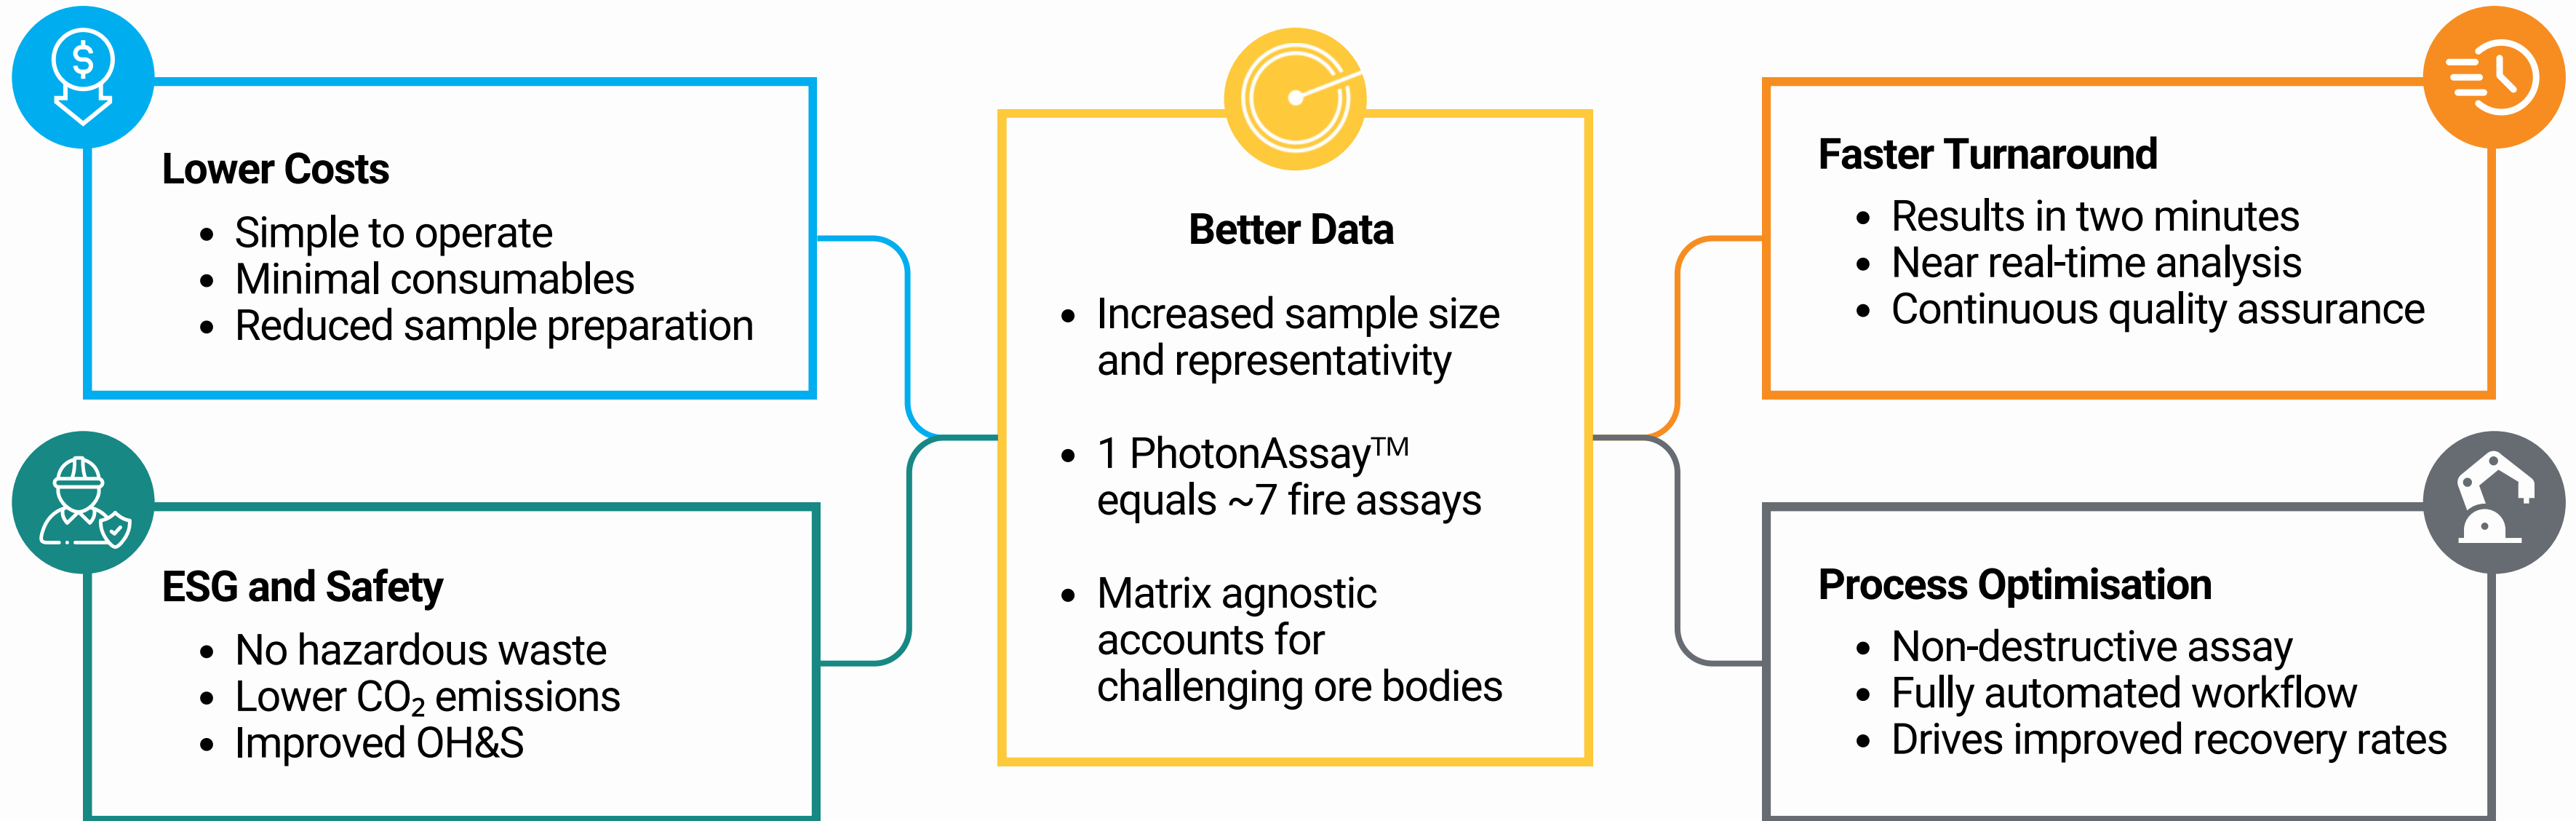 Lower Costs
• Simple to operate
• Minimal consumables
• Reduced sample preparation
ESG and Safety
• No hazardous waste
• Lower CO₂ emissions
• Improved OH&S
Better Data
• Increased sample size
and representativity
• 1 PhotonAssay™
equals ~7 fire assays
• Matrix agnostic
accounts for
challenging ore bodies
Faster Turnaround
• Results in two minutes
• Near real-time analysis
• Continuous quality assurance
Process Optimisation
• Non-destructive assay
• Fully automated workflow
• Drives improved recovery rates